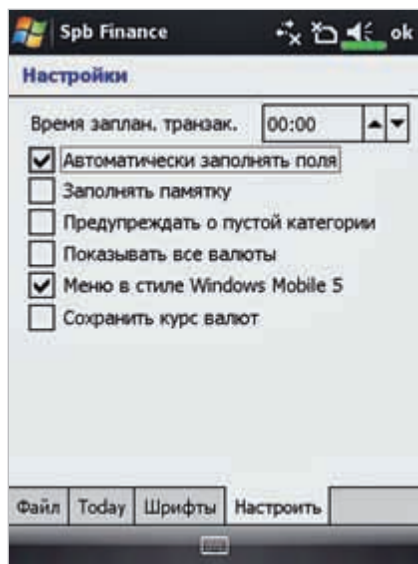 Spb Finance ok
Настройки
Время заплан. транзак. 00:00
Автоматически заполнять поля
Заполнять памятку
Предупреждать о пустой категории
Показывать все валюты
Меню в стиле Windows Mobile 5
Сохранить курс валют
Файл Today Шрифты Настроить